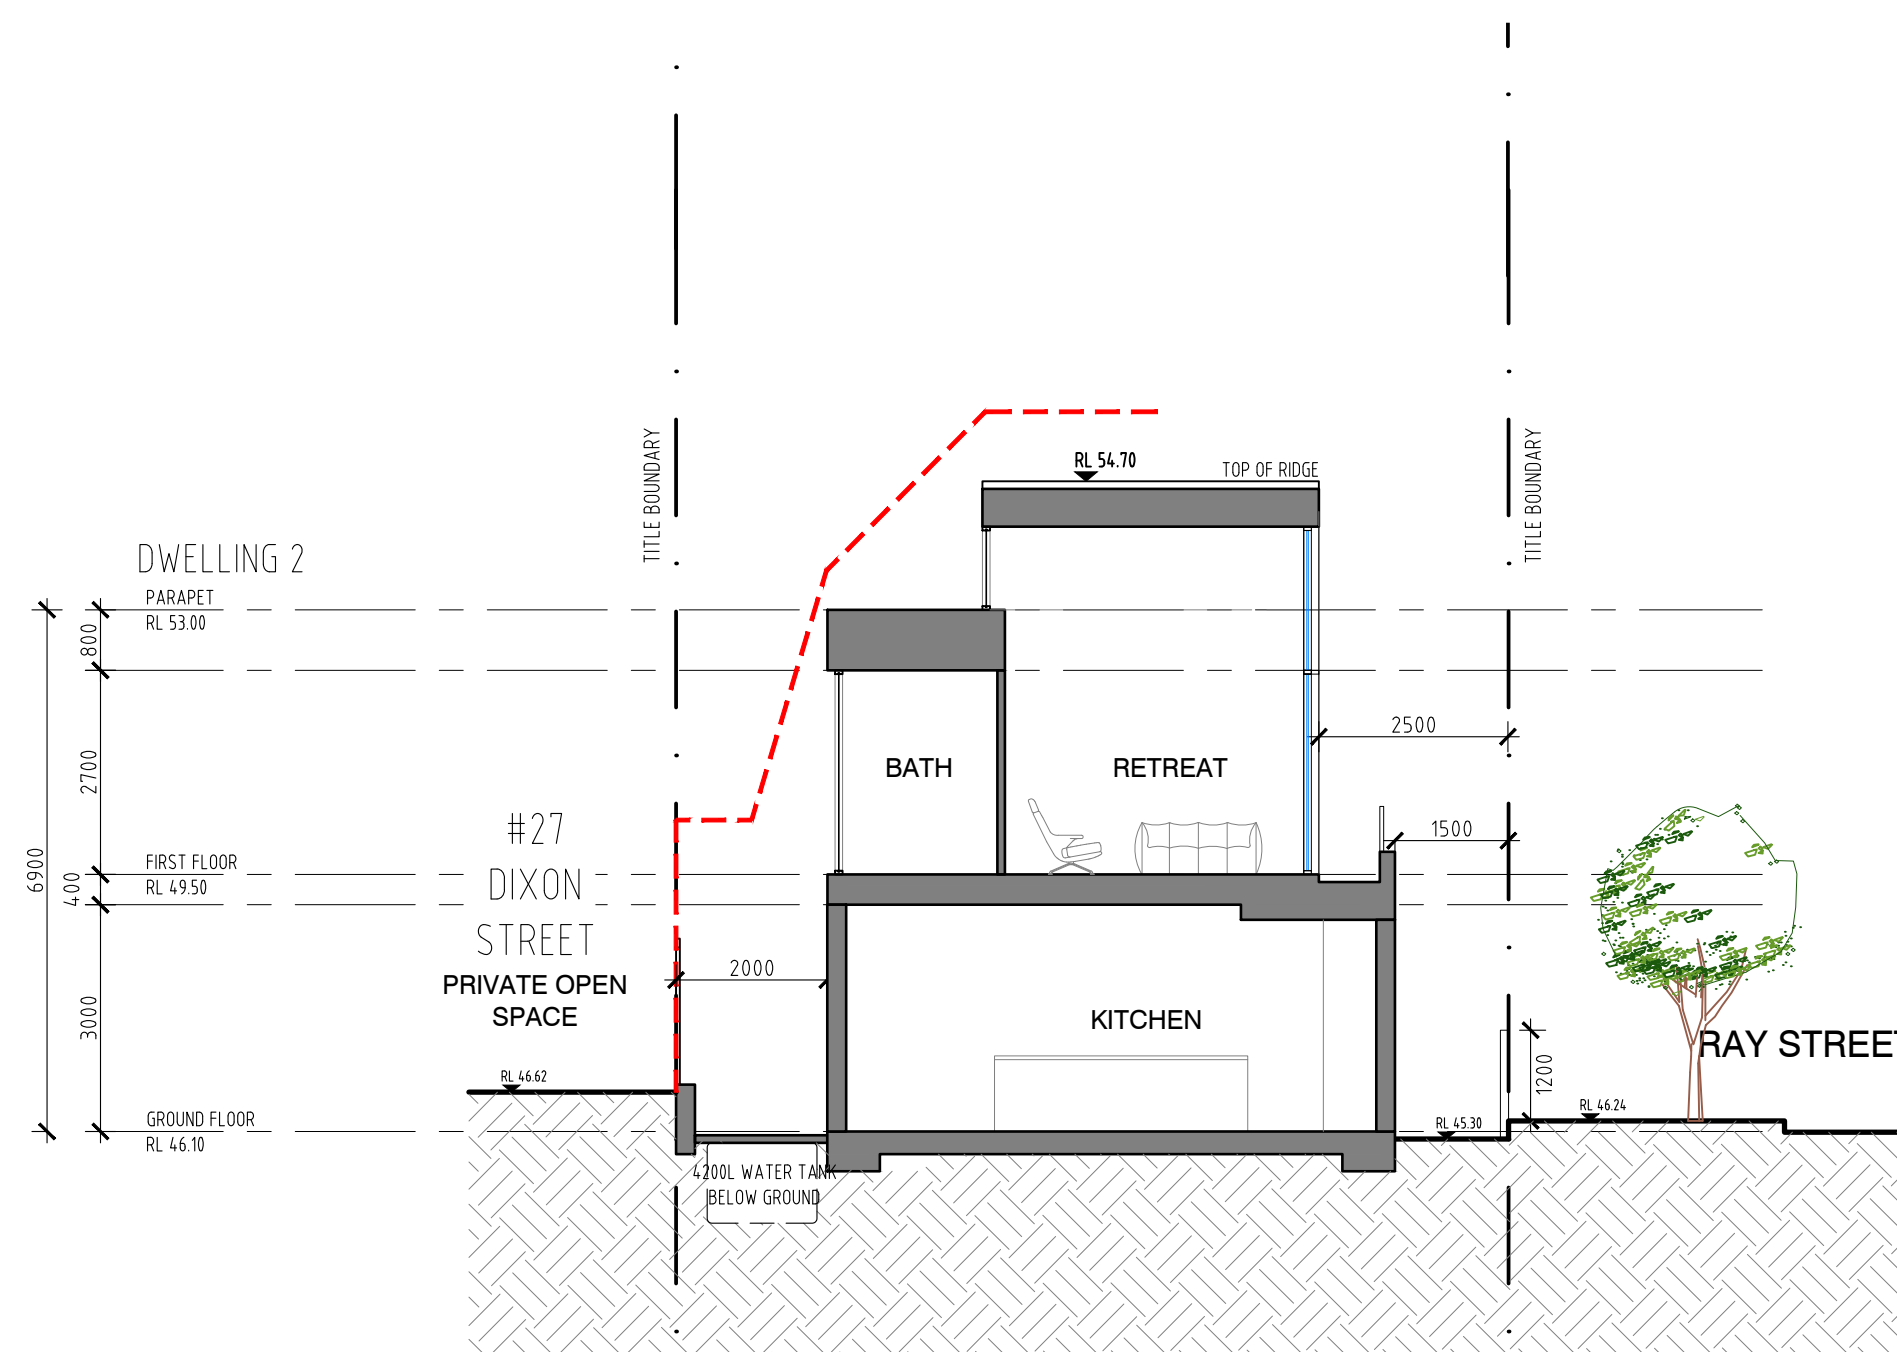 RL 54.70
TOP OF RIDGE
TITLE BOUNDARY
TITLE BOUNDARY
DWELLING 2
PARAPET
RL 53.00
800
2700
6900
400
3000
FIRST FLOOR
RL 49.50
GROUND FLOOR
RL 46.10
#27
DIXON
STREET
PRIVATE OPEN
SPACE
RL 46.62
2000
BATH
RETREAT
2500
1500
KITCHEN
4200L WATER TANK
BELOW GROUND
RL 45.30
1200
RL 46.24
RAY STREET